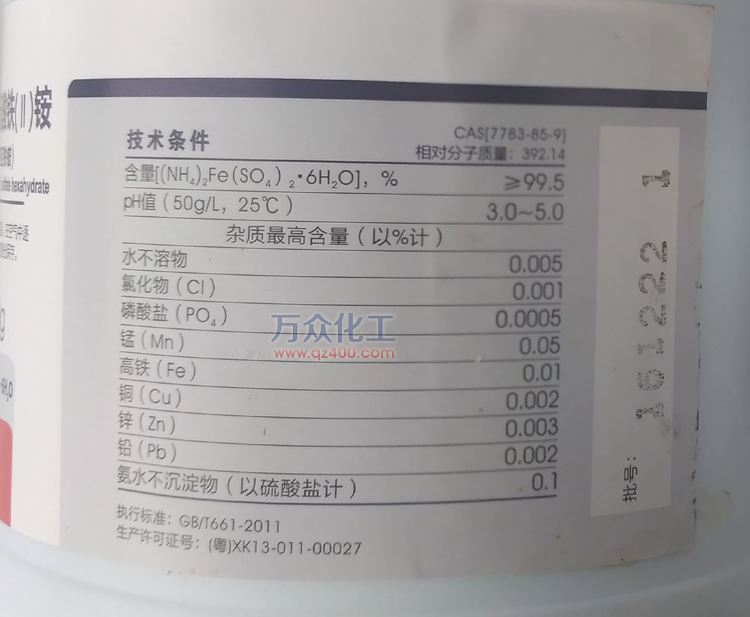 铁(Ⅱ)铵
hexahydrate
技术条件
CAS[7783-85-9]
相对分子质量：392.14
含量[(NH₄)₂Fe(SO₄)₂·6H₂O]，% ≥99.5
pH值（50g/L，25℃） 3.0~5.0
杂质最高含量（以%计）
水不溶物 0.005
氯化物(Cl) 0.001
磷酸盐(PO₄) 0.0005
锰(Mn) 0.05
高铁(Fe) 0.01
铜(Cu) 0.002
锌(Zn) 0.003
铅(Pb) 0.002
氨水不沉淀物（以硫酸盐计） 0.1
执行标准：GB/T661-2011
生产许可证号：(粤)XK13-011-00027
批号：161222 1
万众化工
www.qz400.com